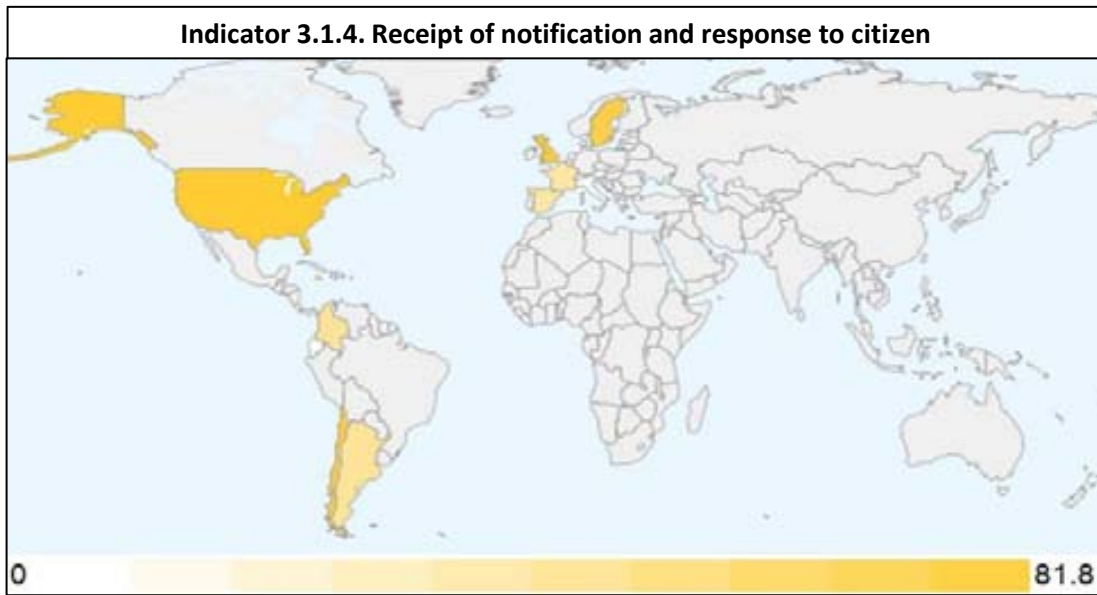 Indicator 3.1.4. Receipt of notification and response to citizen
0 81.8